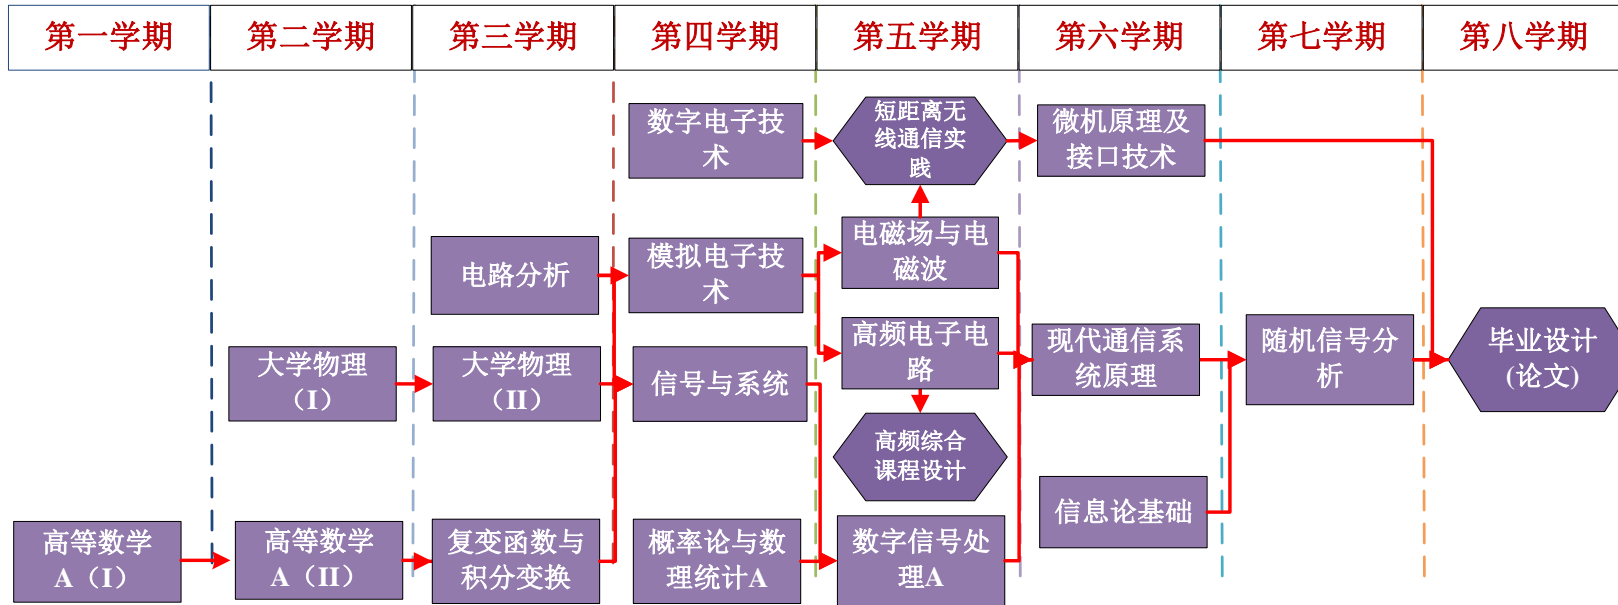 第一学期
第二学期
第三学期
第四学期
第五学期
第六学期
第七学期
第八学期
数字电子技
术
短距离无
线通信实
践
微机原理及
接口技术
电路分析
模拟电子技
术
电磁场与电
磁波
高频电子电
路
大学物理
（I）
大学物理
（II）
信号与系统
现代通信系
统原理
随机信号分
析
毕业设计
(论文)
高频综合
课程设计
信息论基础
高等数学
A（I）
高等数学
A（II）
复变函数与
积分变换
概率论与数
理统计A
数字信号处
理A